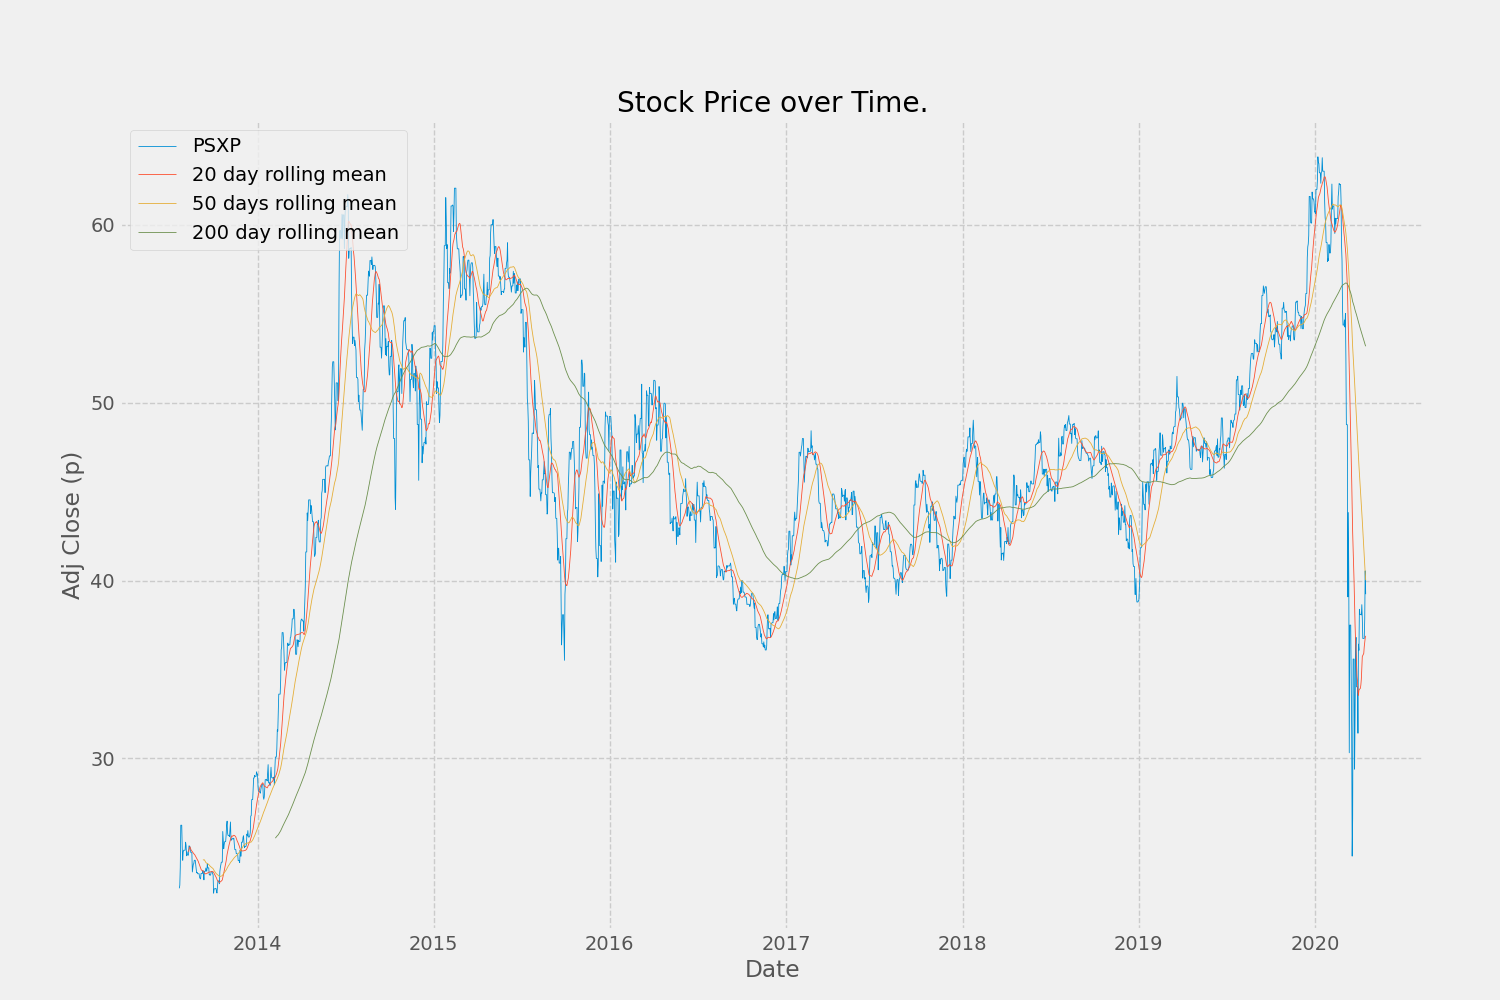 Stock Price over Time.
PSXP
20 day rolling mean
50 days rolling mean
200 day rolling mean
Adj Close (p)
60
50
40
30
2014 2015 2016 2017 2018 2019 2020
Date